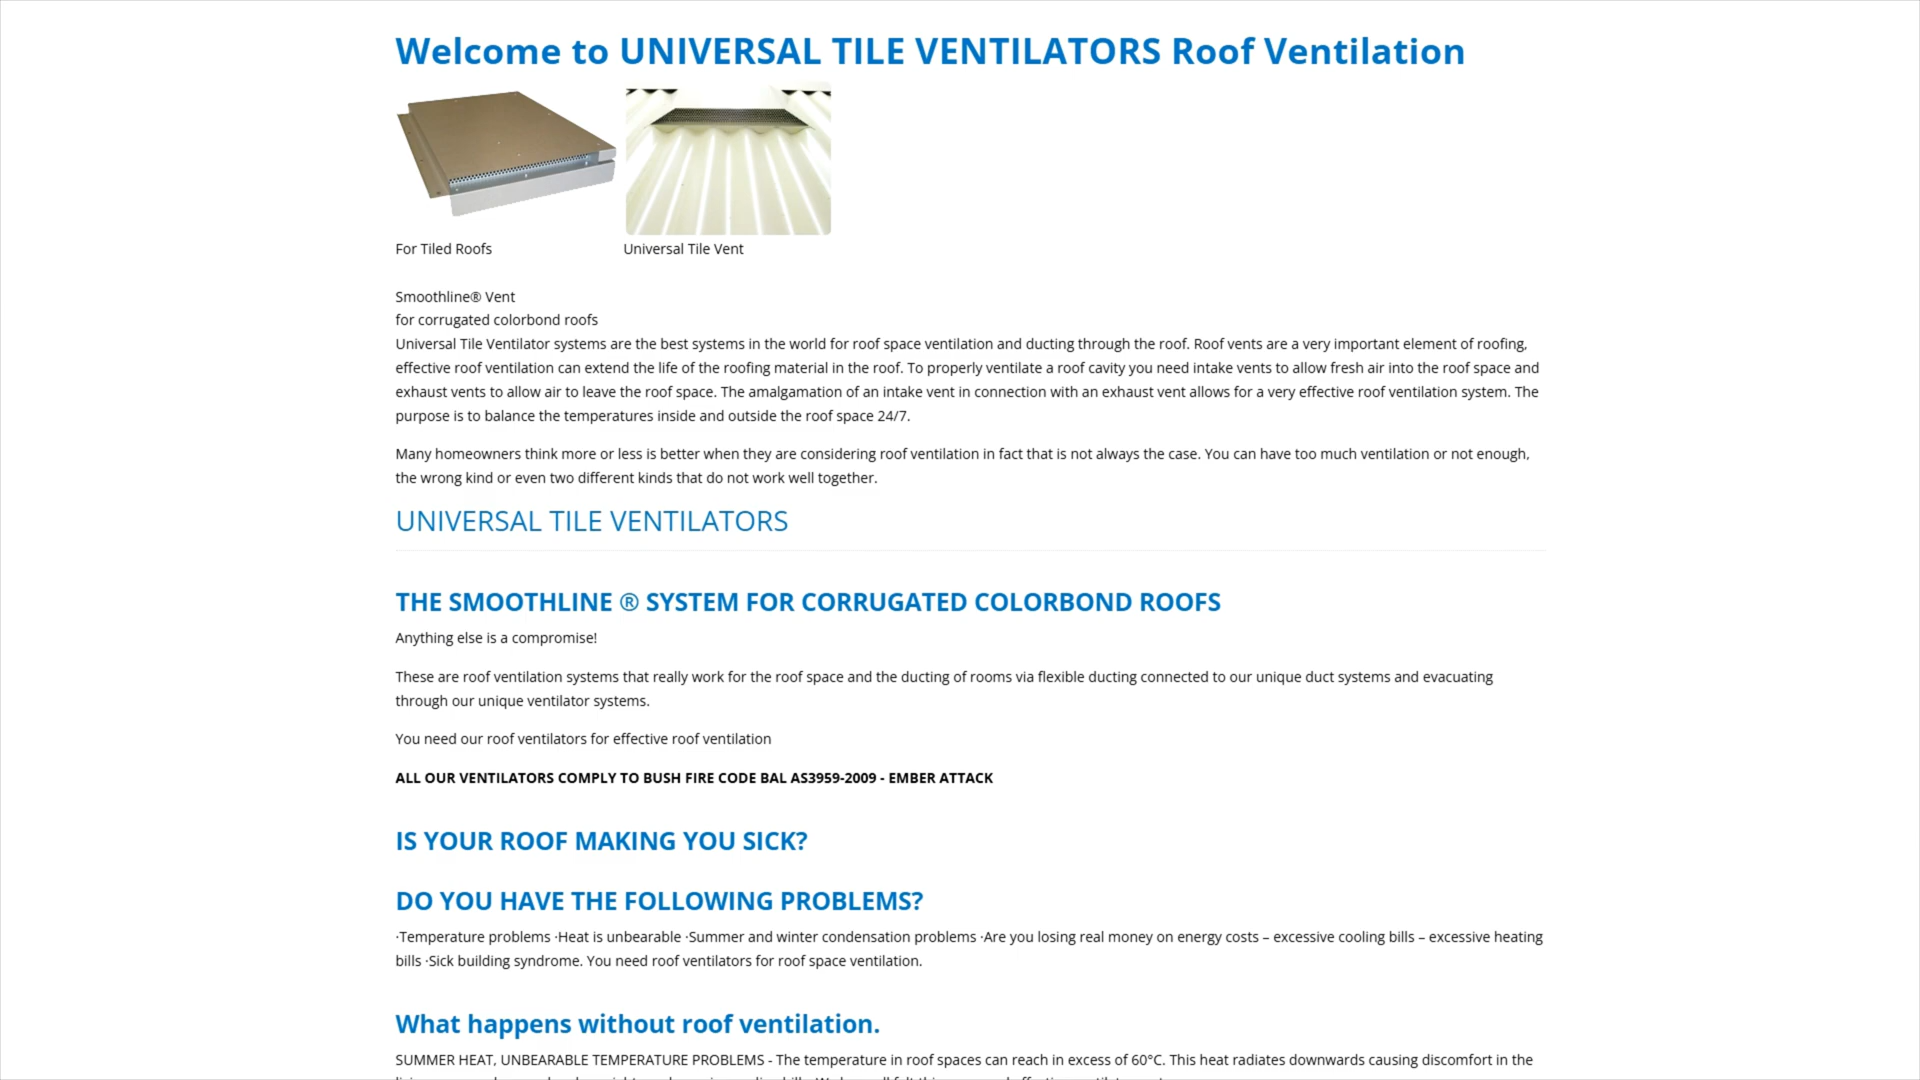 Welcome to UNIVERSAL TILE VENTILATORS Roof Ventilation
For Tiled Roofs
Universal Tile Vent
Smoothline® Vent
for corrugated colorbond roofs
Universal Tile Ventilator systems are the best systems in the world for roof space ventilation and ducting through the roof. Roof vents are a very important element of roofing,
effective roof ventilation can extend the life of the roofing material in the roof. To properly ventilate a roof cavity you need intake vents to allow fresh air into the roof space and
exhaust vents to allow air to leave the roof space. The amalgamation of an intake vent in connection with an exhaust vent allows for a very effective roof ventilation system. The
purpose is to balance the temperatures inside and outside the roof space 24/7.
Many homeowners think more or less is better when they are considering roof ventilation in fact that is not always the case. You can have too much ventilation or not enough,
the wrong kind or even two different kinds that do not work well together.
UNIVERSAL TILE VENTILATORS
THE SMOOTHLINE ® SYSTEM FOR CORRUGATED COLORBOND ROOFS
Anything else is a compromise!
These are roof ventilation systems that really work for the roof space and the ducting of rooms via flexible ducting connected to our unique duct systems and evacuating
through our unique ventilator systems.
You need our roof ventilators for effective roof ventilation
ALL OUR VENTILATORS COMPLY TO BUSH FIRE CODE BAL AS3959-2009 - EMBER ATTACK
IS YOUR ROOF MAKING YOU SICK?
DO YOU HAVE THE FOLLOWING PROBLEMS?
·Temperature problems ·Heat is unbearable ·Summer and winter condensation problems ·Are you losing real money on energy costs – excessive cooling bills – excessive heating
bills ·Sick building syndrome. You need roof ventilators for roof space ventilation.
What happens without roof ventilation.
SUMMER HEAT, UNBEARABLE TEMPERATURE PROBLEMS - The temperature in roof spaces can reach in excess of 60°C. This heat radiates downwards causing discomfort in the